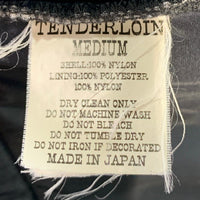 TENDERLOIN
MEDIUM
SHELL:100% NYLON
LINING:100% POLYESTER
100% NYLON
DRY CLEAN ONLY
DO NOT MACHINE WASH
DO NOT BLEACH
DO NOT TUMBLE DRY
DO NOT IRON IF DECORATED
MADE IN JAPAN